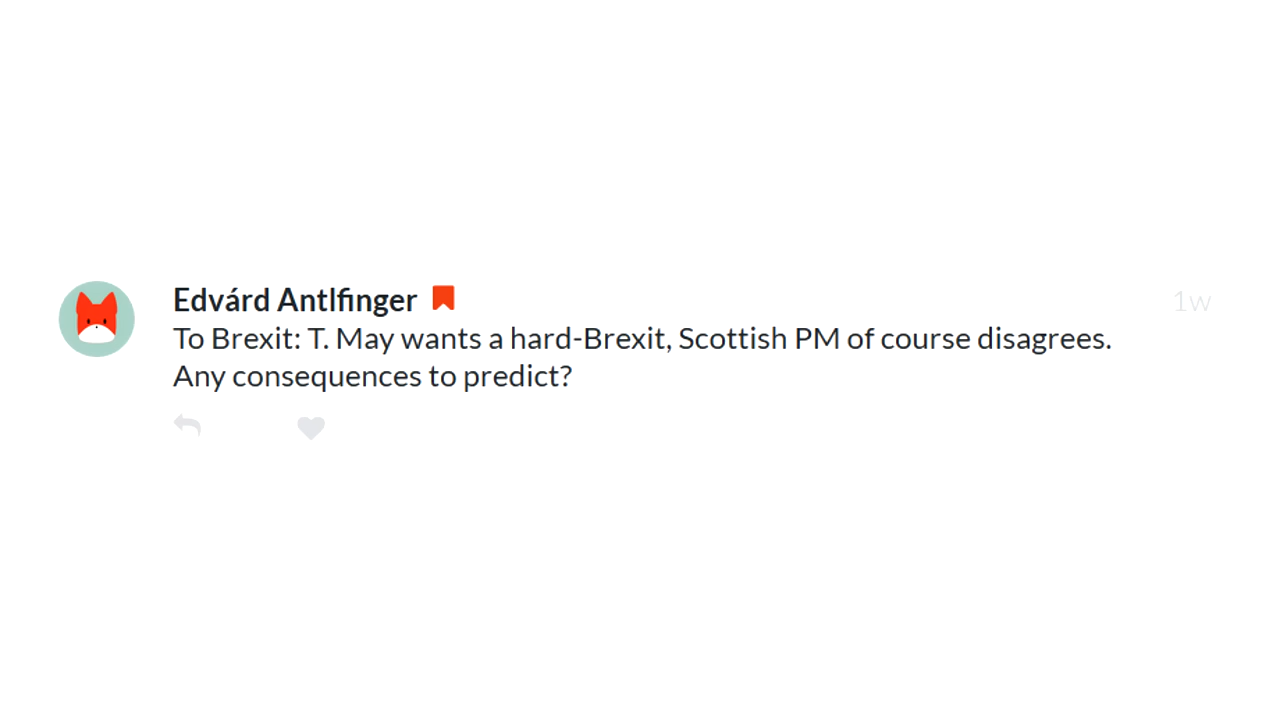 Edvárd Antlfinger
1w
To Brexit: T. May wants a hard-Brexit, Scottish PM of course disagrees.
Any consequences to predict?